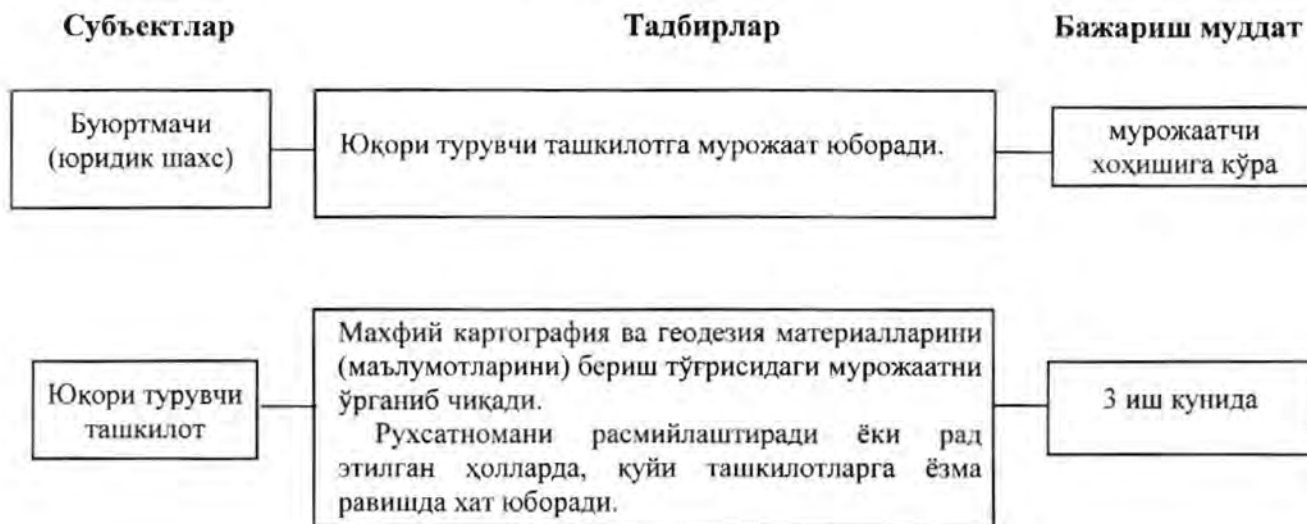 Субъектлар
Тадбирлар
Бажариш муддат
Буюртмачи
(юридик шахс)
Юқори турувчи ташкилотга мурожаат юборади.
мурожаатчи
хоҳишига кўра
Юқори турувчи
ташкилот
Махфий картография ва геодезия материалларини
(маълумотларини) бериш тўғрисидаги мурожаатни
ўрганиб чиқади.
Рухсатномани расмийлаштиради ёки рад
этилган ҳолларда, қуйи ташкилотларга ёзма
равишда хат юборади.
3 иш кунида